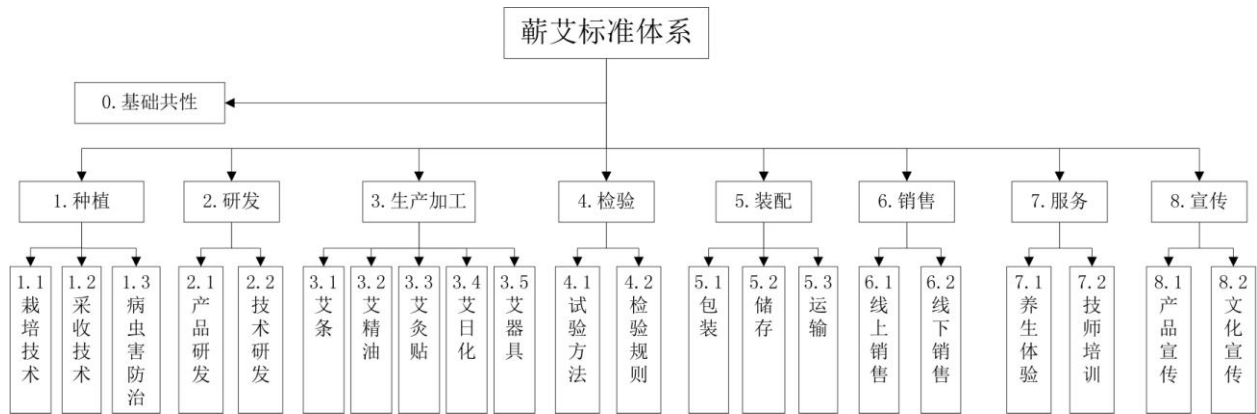 蕲艾标准体系
0.基础共性
1.种植
2.研发
3.生产加工
4.检验
5.装配
6.销售
7.服务
8.宣传
1.1栽培技术
1.2采收技术
1.3病虫害防治
2.1产品研发
2.2技术研发
3.1艾条
3.2艾精油
3.3艾灸贴
3.4艾日化
3.5艾器具
4.1试验方法
4.2检验规则
5.1包装
5.2储存
5.3运输
6.1线上销售
6.2线下销售
7.1养生体验
7.2技师培训
8.1产品宣传
8.2文化宣传